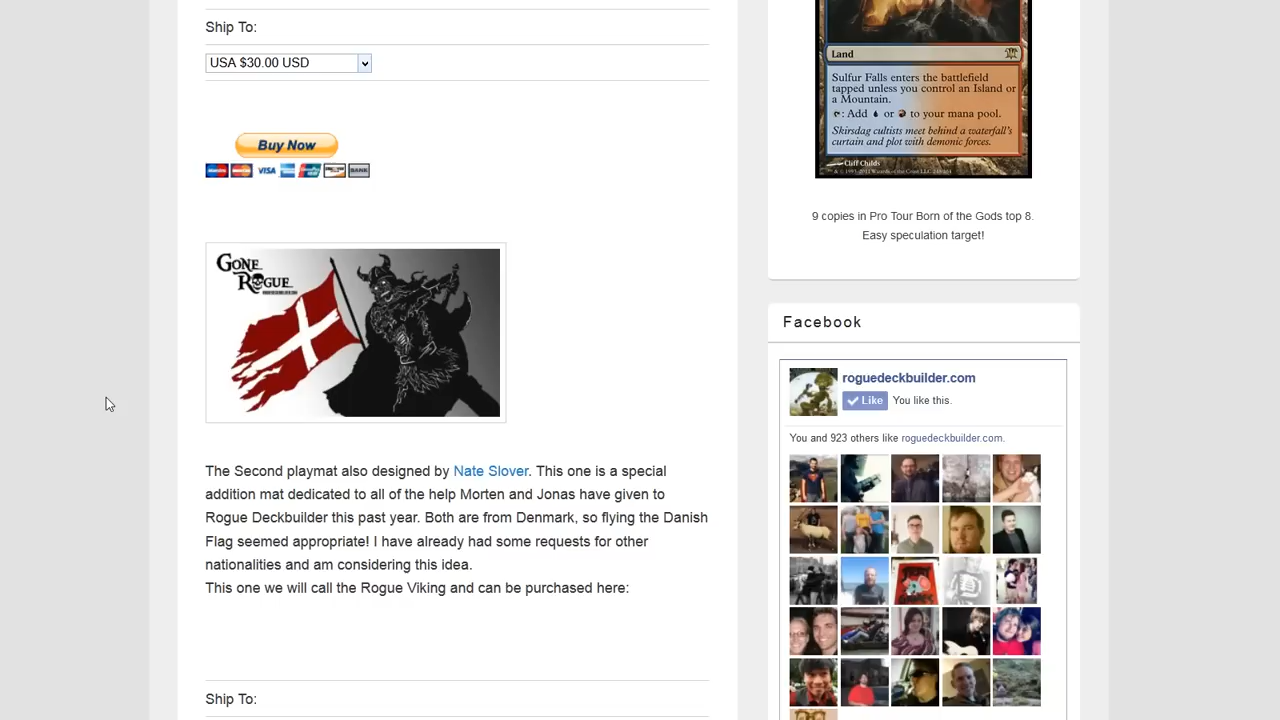 Ship To:
USA $30.00 USD
Buy Now
VISA
BANK
GONE
ROGUE
The Second playmat also designed by Nate Slover. This one is a special
addition mat dedicated to all of the help Morten and Jonas have given to
Rogue Deckbuilder this past year. Both are from Denmark, so flying the Danish
Flag seemed appropriate! I have already had some requests for other
nationalities and am considering this idea.
This one we will call the Rogue Viking and can be purchased here:
Ship To:
Land
Sulfur Falls enters the battlefield
tapped unless you control an Island or
a Mountain.
: Add or to your mana pool.
Skirsdag cultists meet behind a waterfall's
curtain and plot with demonic forces.
Cliff Childs
9 copies in Pro Tour Born of the Gods top 8.
Easy speculation target!
Facebook
roguedeckbuilder.com
Like You like this.
You and 923 others like roguedeckbuilder.com.